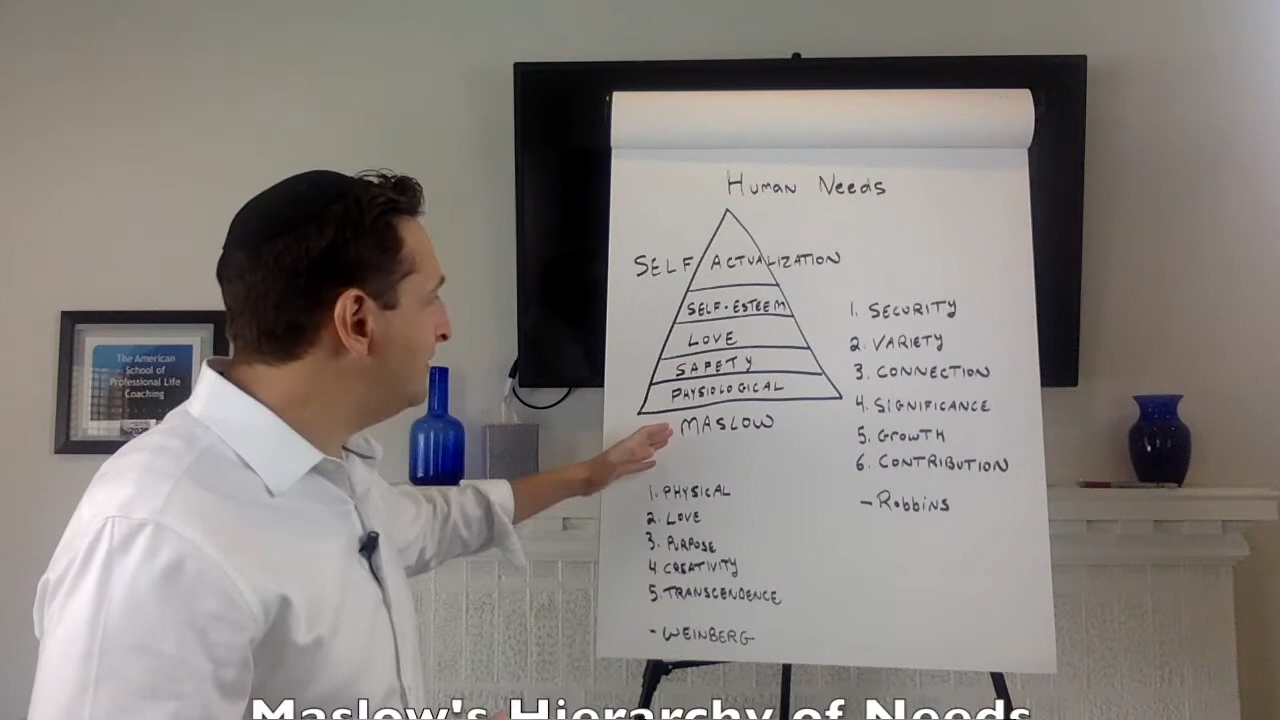 Human Needs
SELF ACTUALIZATION
SELF-ESTEEM
LOVE
SAFETY
PHYSIOLOGICAL
MASLOW
1. SECURITY
2. VARIETY
3. CONNECTION
4. SIGNIFICANCE
5. GROWTH
6. CONTRIBUTION
- Robbins
1. PHYSICAL
2. LOVE
3. PURPOSE
4. CREATIVITY
5. TRANSCENDENCE
- WEINBERG
The American
School of
Professional Life
Coaching
Maslow's Hierarchy of Needs